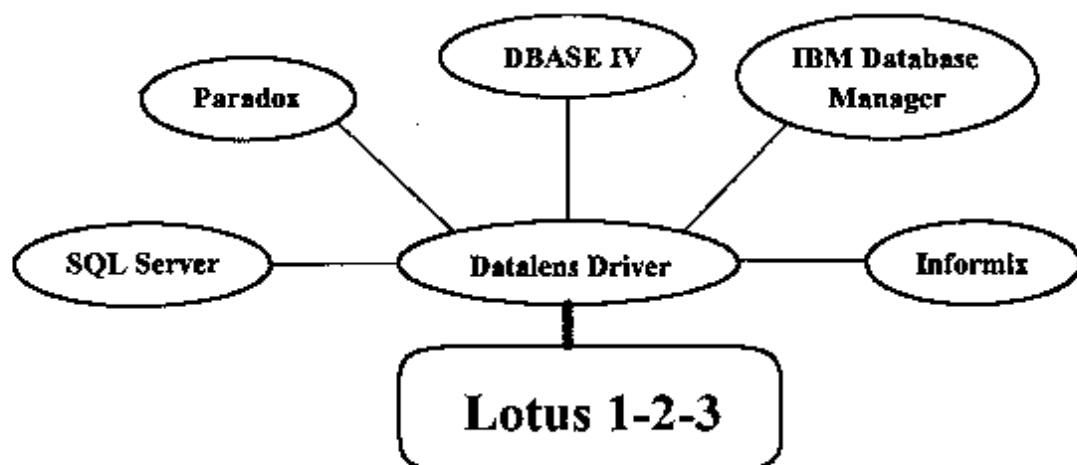 DBASE IV
IBM Database
Manager
Paradox
SQL Server
Datalens Driver
Informix
Lotus 1-2-3